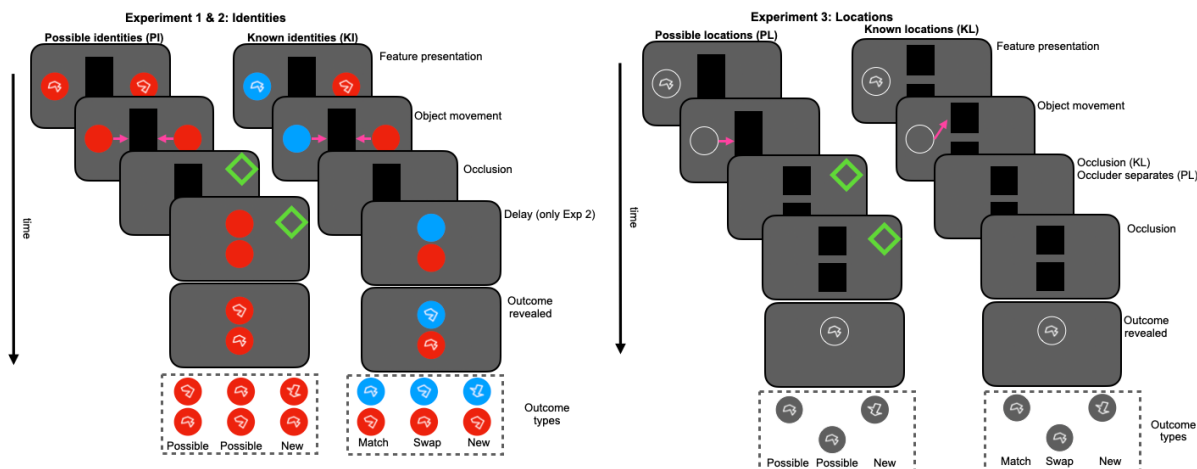 Experiment 1 & 2: Identities
Possible identities (PI)
Known identities (KI)
Feature presentation
Object movement
Occlusion
Delay (only Exp 2)
Outcome
revealed
time
Possible
Possible
New
Match
Swap
New
Outcome
types
Experiment 3: Locations
Possible locations (PL)
Known locations (KL)
Feature presentation
Object movement
Occlusion (KL)
Occluder separates (PL)
Occlusion
Outcome
revealed
time
Possible
Possible
New
Match
Swap
New
Outcome
types